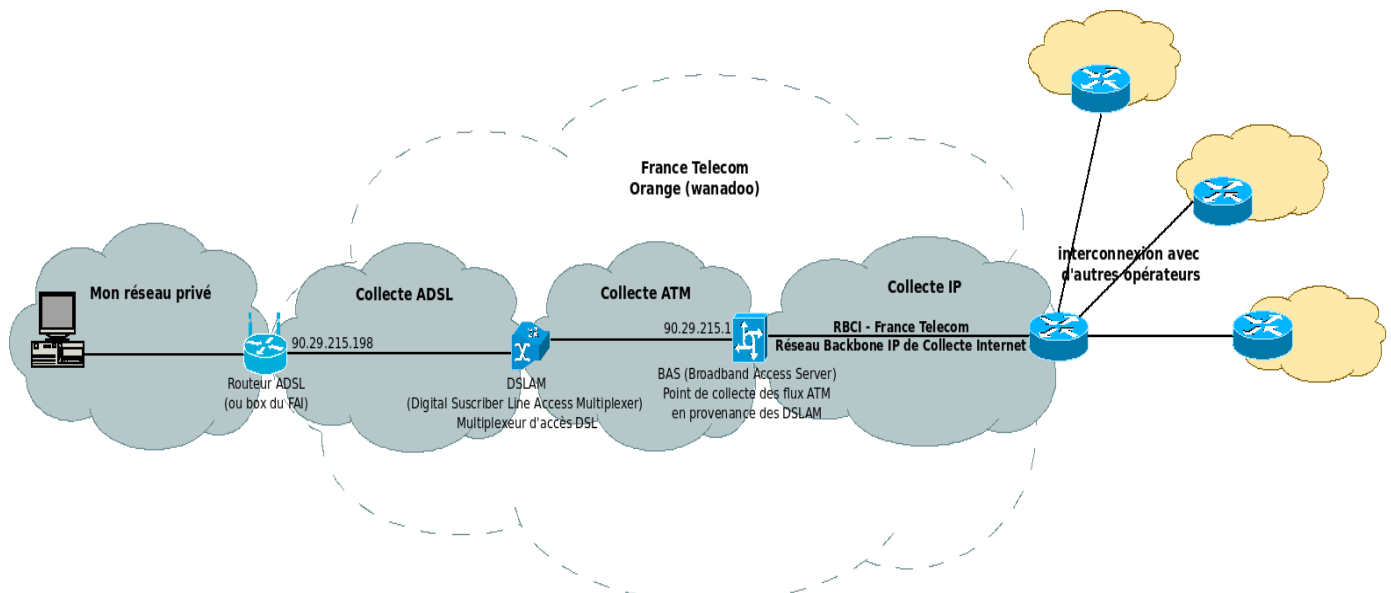 France Telecom
Orange (wanadoo)
Mon réseau privé
Collecte ADSL
Collecte ATM
Collecte IP
interconnexion avec
d'autres opérateurs
90.29.215.198
90.29.215.1
RBCI - France Telecom
Réseau Backbone IP de Collecte Internet
Routeur ADSL
(ou box du FAI)
DSLAM
(Digital Suscriber Line Access Multiplexer)
Multiplexeur d'accès DSL
BAS (Broadband Access Server)
Point de collecte des flux ATM
en provenance des DSLAM